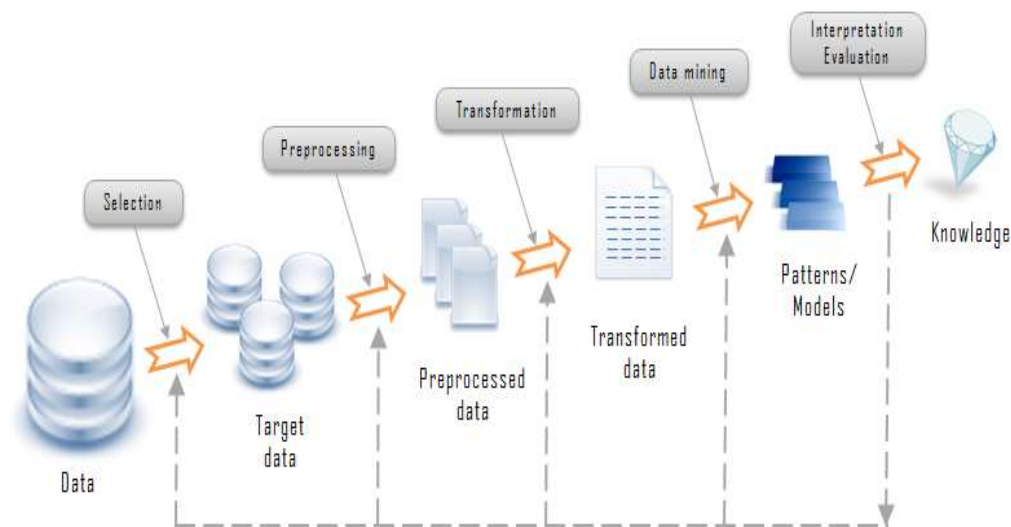 Interpretation
Evaluation
Data mining
Transformation
Preprocessing
Selection
Knowledge
Patterns/
Models
Transformed
data
Preprocessed
data
Target
data
Data